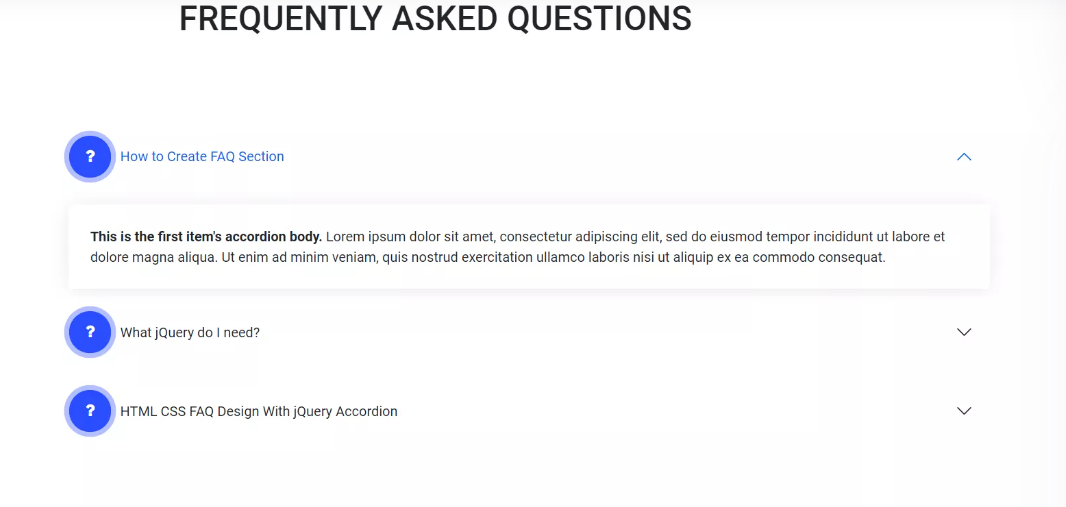 FREQUENTLY ASKED QUESTIONS
? How to Create FAQ Section
This is the first item's accordion body. Lorem ipsum dolor sit amet, consectetur adipiscing elit, sed do eiusmod tempor incididunt ut labore et
dolore magna aliqua. Ut enim ad minim veniam, quis nostrud exercitation ullamco laboris nisi ut aliquip ex ea commodo consequat.
? What jQuery do I need?
? HTML CSS FAQ Design With jQuery Accordion